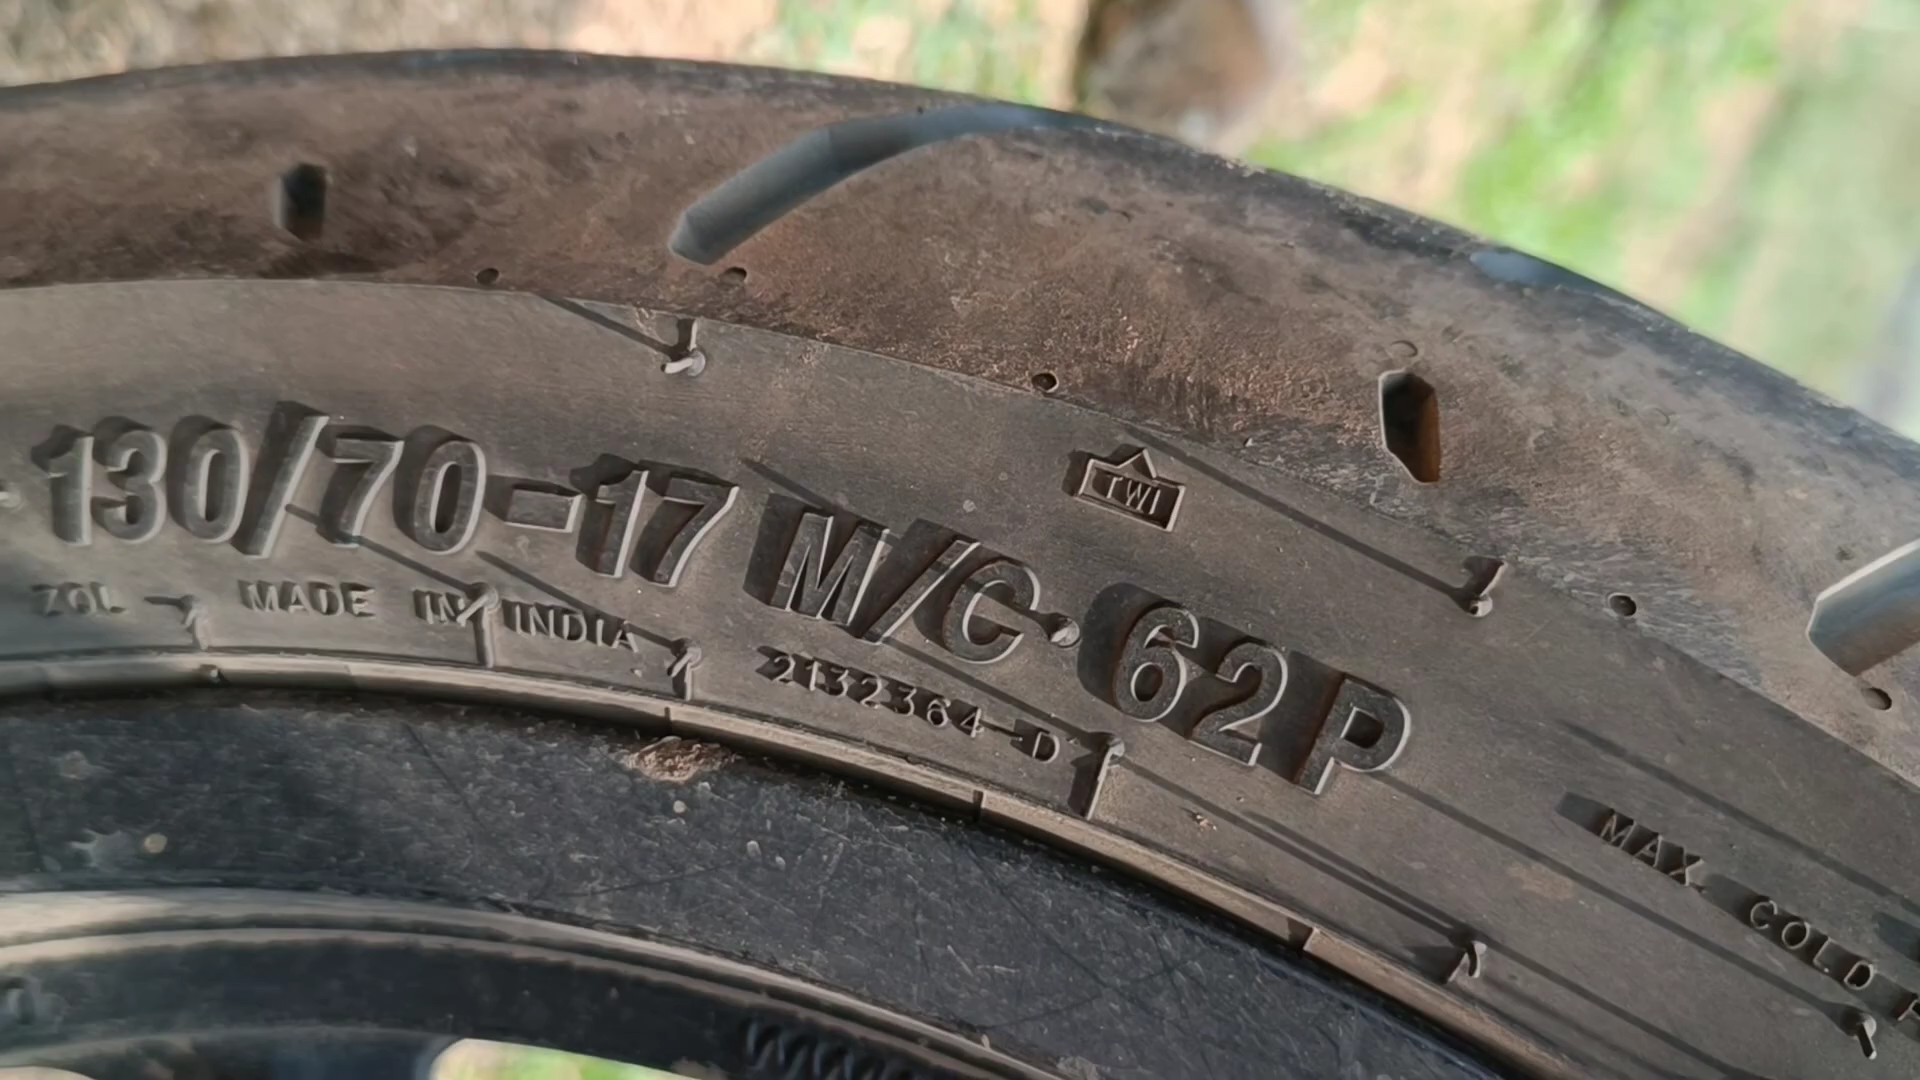 130/70-17 M/C 62P
TWI
MADE IN INDIA
2132364-D
MAX. COLD